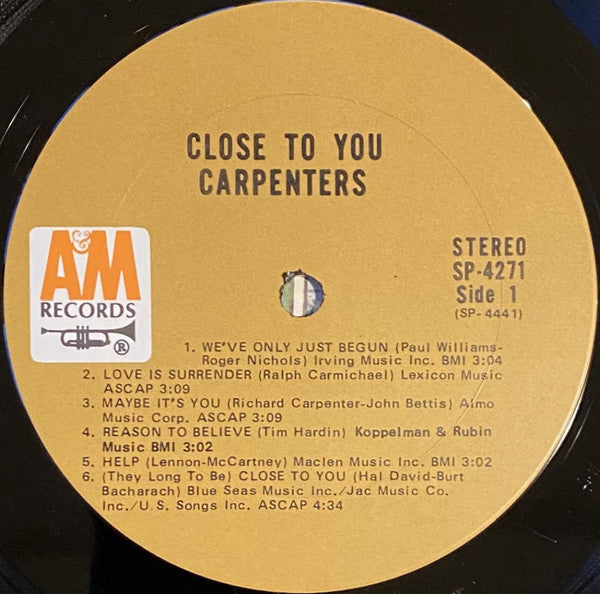 CLOSE TO YOU
CARPENTERS
A&M
RECORDS
®
STEREO
SP-4271
Side 1
(SP-4441)
1. WE'VE ONLY JUST BEGUN (Paul Williams-
Roger Nichols) Irving Music Inc. BMI 3:04
2. LOVE IS SURRENDER (Ralph Carmichael) Lexicon Music
ASCAP 3:09
3. MAYBE IT'S YOU (Richard Carpenter-John Bettis) Almo
Music Corp. ASCAP 3:09
4. REASON TO BELIEVE (Tim Hardin) Koppelman & Rubin
Music BMI 3:02
5. HELP (Lennon-McCartney) Maclen Music Inc. BMI 3:02
6. (They Long To Be) CLOSE TO YOU (Hal David-Burt
Bacharach) Blue Seas Music Inc./Jac Music Co.
Inc./U.S. Songs Inc. ASCAP 4:34